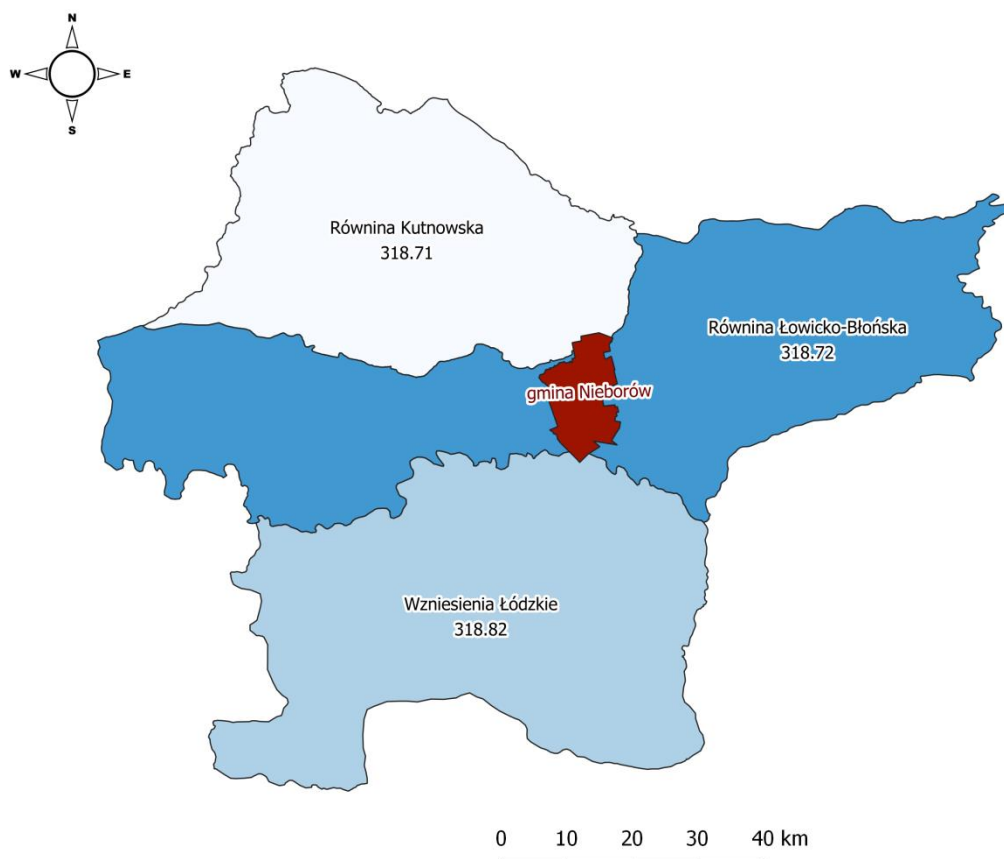 N
W E
S
Równina Kutnowska
318.71
Równina Łowicko-Błońska
318.72
gmina Nieborów
Wzniesienia Łódzkie
318.82
0 10 20 30 40 km